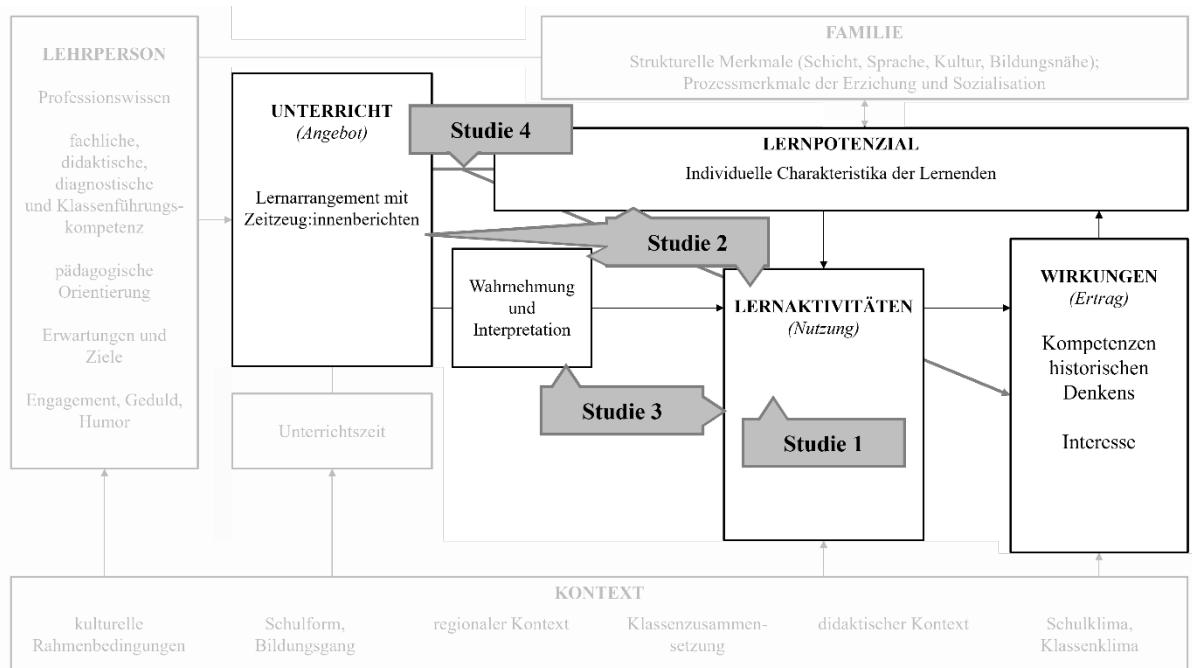 LEHRPERSON
Professionswissen
fachliche,
didaktische,
diagnostische
und Klassenführungs-
kompetenz
pädagogische
Orientierung
Erwartungen und
Ziele
Engagement, Geduld,
Humor
FAMILIE
Strukturelle Merkmale (Schicht, Sprache, Kultur, Bildungsnähe);
Prozessmerkmale der Erziehung und Sozialisation
UNTERRICHT
(Angebot)
Lernarrangement mit
Zeitzeug:innenberichten
Studie 4
LERNPOTENZIAL
Individuelle Charakteristika der Lernenden
Studie 2
Wahrnehmung
und
Interpretation
LERNAKTIVITÄTEN
(Nutzung)
WIRKUNGEN
(Ertrag)
Kompetenzen
historischen
Denkens
Interesse
Studie 3
Studie 1
Unterrichtszeit
KONTEXT
kulturelle
Rahmenbedingungen
Schulform,
Bildungsgang
regionaler Kontext
Klassenzusammen-
setzung
didaktischer Kontext
Schulklima,
Klassenklima